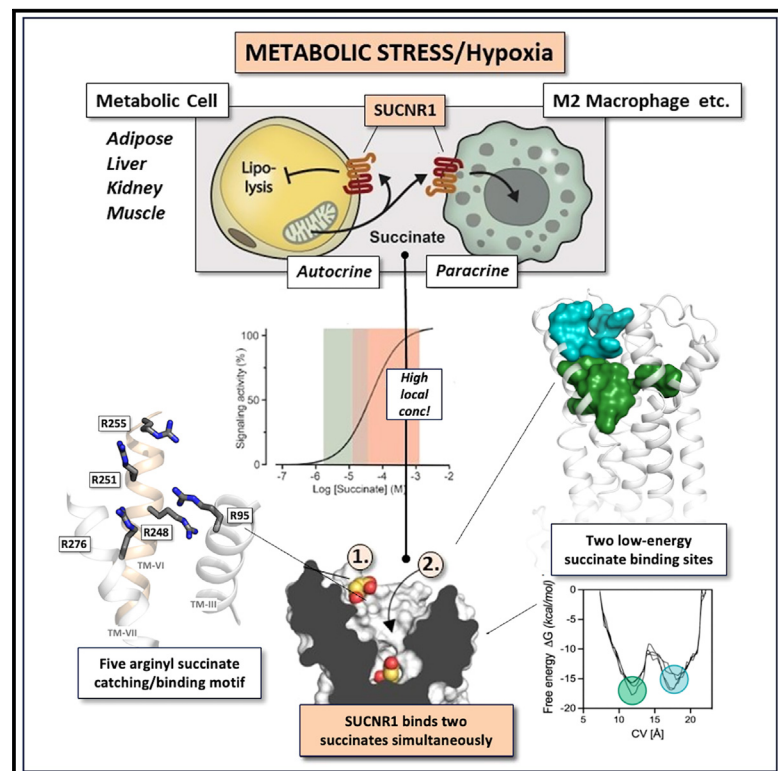 METABOLIC STRESS/Hypoxia
Metabolic Cell
SUCNR1
M2 Macrophage etc.
Adipose
Liver
Kidney
Muscle
Lipo-
lysis
Succinate
Autocrine
Paracrine
Signaling activity (%)
100
50
0
-7
-6
-5
-4
-3
-2
Log [Succinate] (M)
High
local
conc!
R255
R251
R276
R248
R95
TM-VI
TM-III
TM-VII
Five arginyl succinate
catching/binding motif
1.
2.
SUCNR1 binds two
succinates simultaneously
Two low-energy
succinate binding sites
Free energy ΔG (kcal/mol)
0
-5
-10
-15
-20
5
10
15
20
CV [Å]